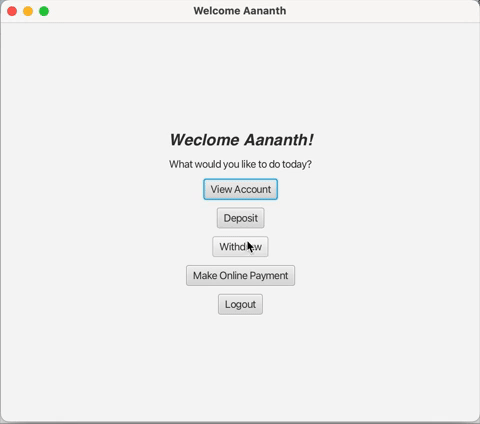 Welcome Aananth
Weclome Aananth!
What would you like to do today?
View Account
Deposit
Withdraw
Make Online Payment
Logout